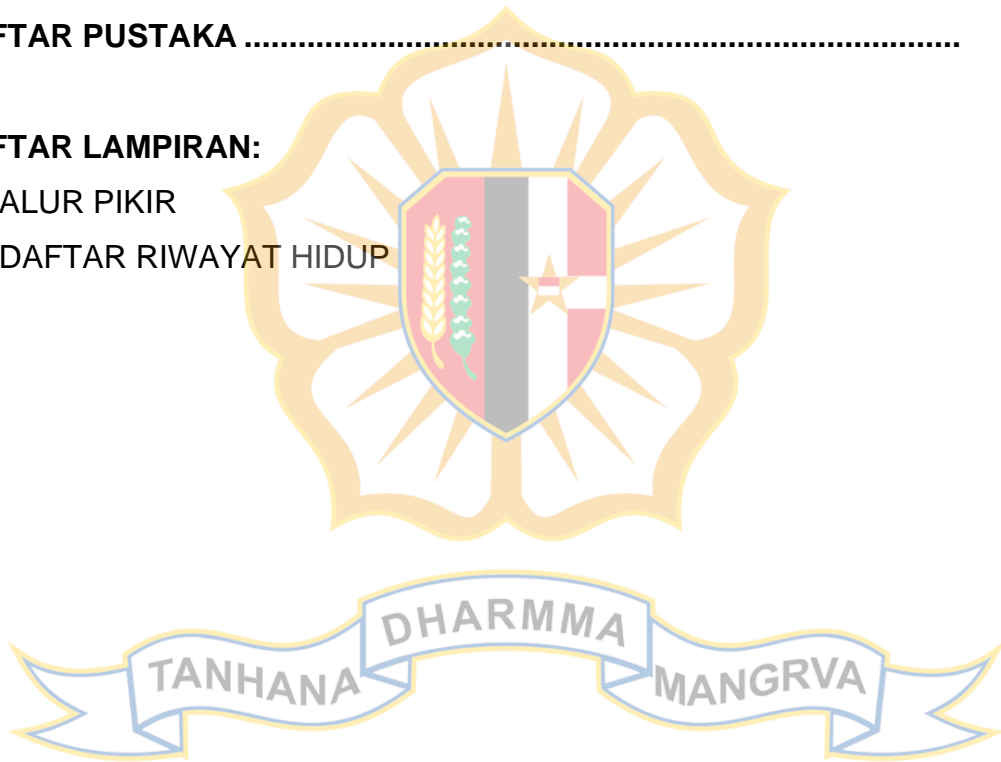 FTAR PUSTAKA ................................................................................
FTAR LAMPIRAN:
ALUR PIKIR
DAFTAR RIWAYAT HIDUP
TANHANA DHARMMA MANGRVA